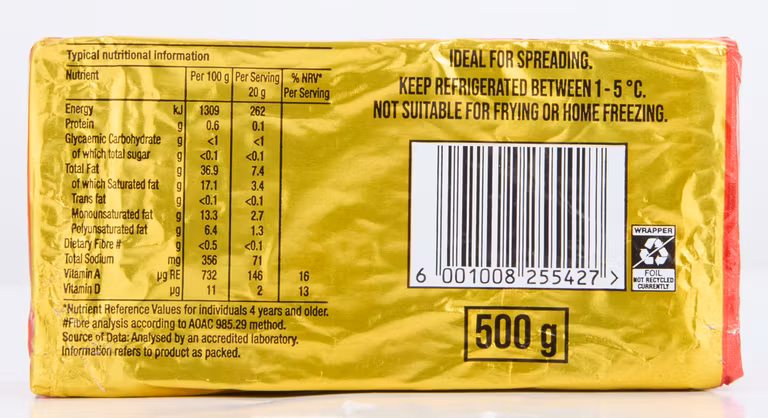 Typical nutritional information
Nutrient Per 100 g Per Serving % NRV*
20 g Per Serving
Energy kJ 1309 262
Protein g 0.6 0.1
Glycaemic Carbohydrate g <1 <1
of which total sugar g <0.1 <0.1
Total Fat g 36.9 7.4
of which Saturated fat g 17.1 3.4
Trans fat g <0.1 <0.1
Monounsaturated fat g 13.3 2.7
Polyunsaturated fat g 6.4 1.3
Dietary Fibre # g <0.5 <0.1
Total Sodium mg 356 71
Vitamin A µg RE 732 146 16
Vitamin D µg 11 2 13
*Nutrient Reference Values for individuals 4 years and older.
#Fibre analysis according to AOAC 985.29 method.
Source of Data: Analysed by an accredited laboratory.
Information refers to product as packed.
IDEAL FOR SPREADING.
KEEP REFRIGERATED BETWEEN 1 - 5 °C.
NOT SUITABLE FOR FRYING OR HOME FREEZING.
6 001008 255427 >
WRAPPER
FOIL
NOT RECYCLED
CURRENTLY
500 g